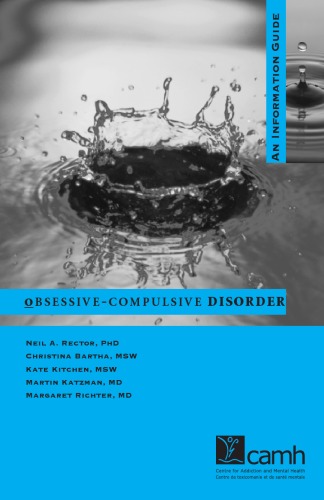 An Information Guide
obsessive-compulsive disorder
Neil A. Rector, PhD
Christina Bartha, MSW
Kate Kitchen, MSW
Martin Katzman, MD
Margaret Richter, MD
camh
Centre for Addiction and Mental Health
Centre de toxicomanie et de santé mentale